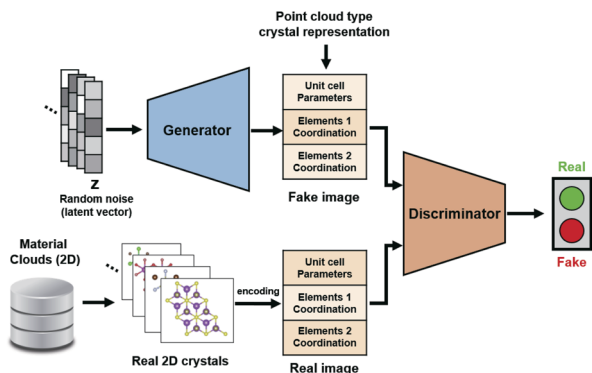 Point cloud type
crystal representation
Generator
Unit cell
Parameters
Elements 1
Coordination
Elements 2
Coordination
Fake image
z
Random noise
(latent vector)
Discriminator
Real
Fake
Material
Clouds (2D)
Real 2D crystals
encoding
Unit cell
Parameters
Elements 1
Coordination
Elements 2
Coordination
Real image